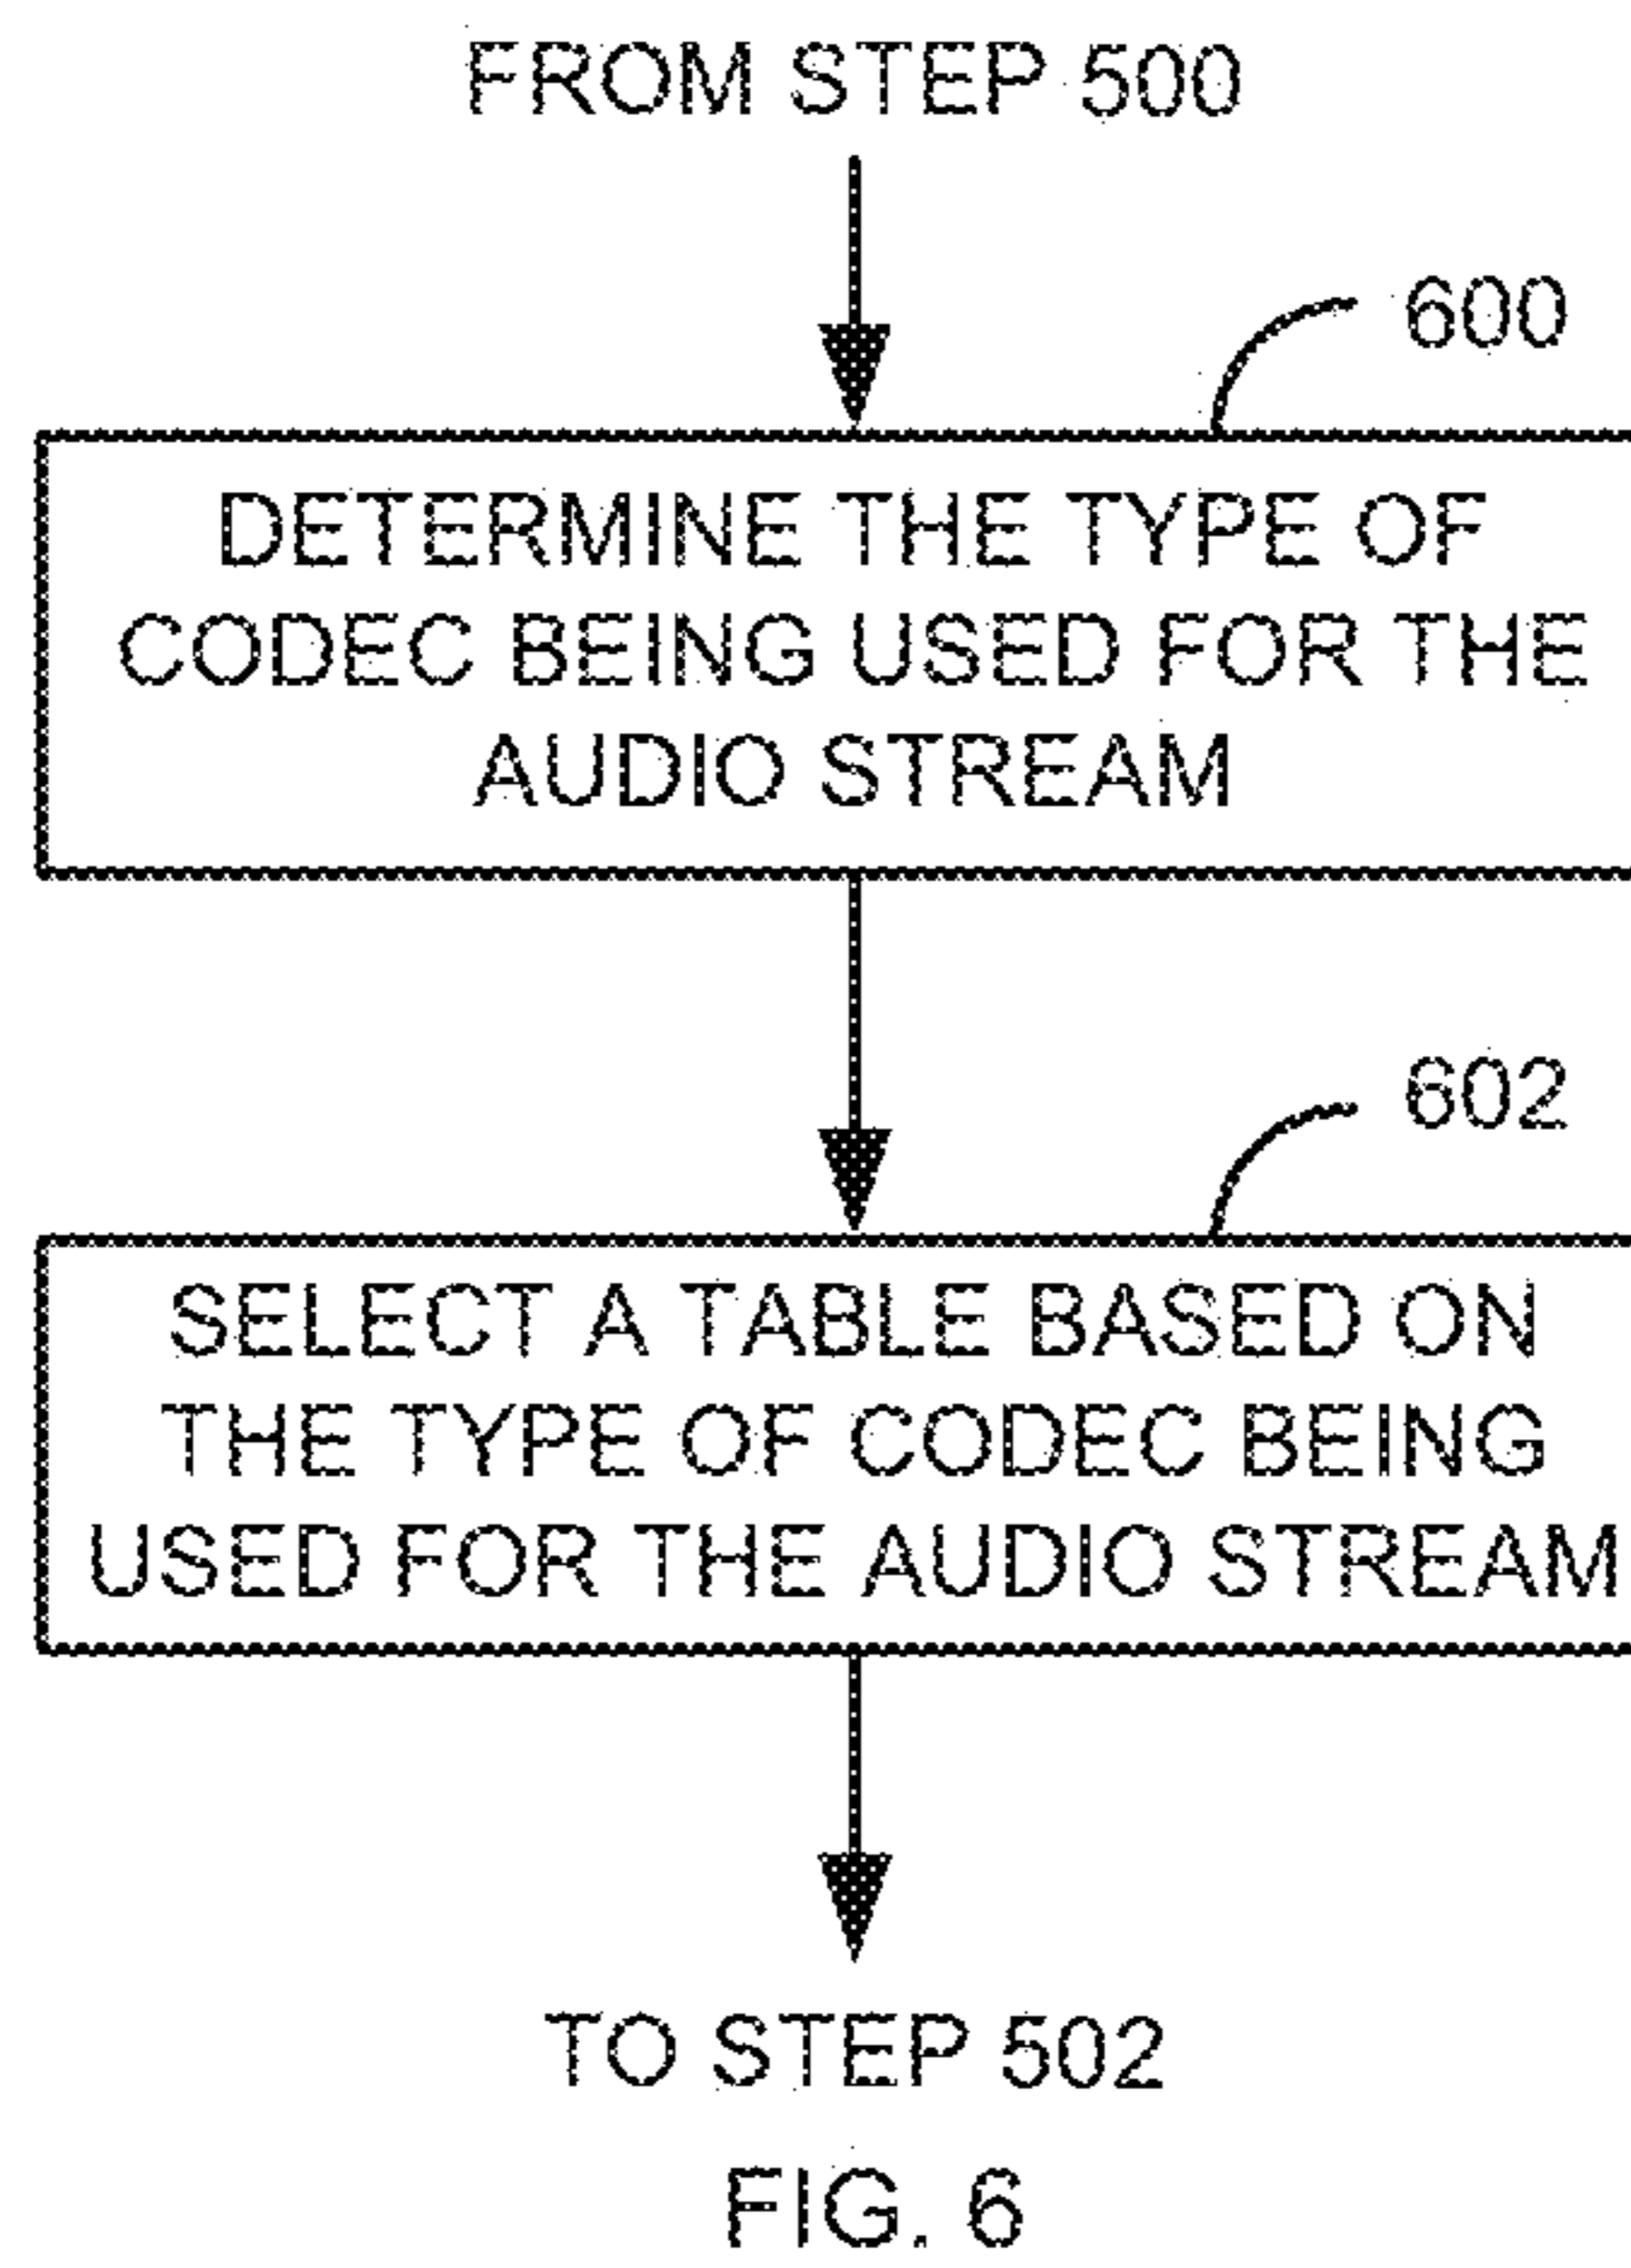 FROM STEP 500
600
DETERMINE THE TYPE OF
CODEC BEING USED FOR THE
AUDIO STREAM
602
SELECT A TABLE BASED ON
THE TYPE OF CODEC BEING
USED FOR THE AUDIO STREAM
TO STEP 502
FIG. 6